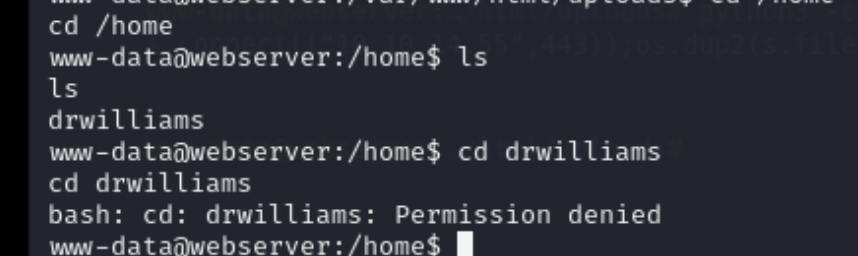 cd /home
www-data@webserver:/home$ ls
ls
drwilliams
www-data@webserver:/home$ cd drwilliams
cd drwilliams
bash: cd: drwilliams: Permission denied
www-data@webserver:/home$